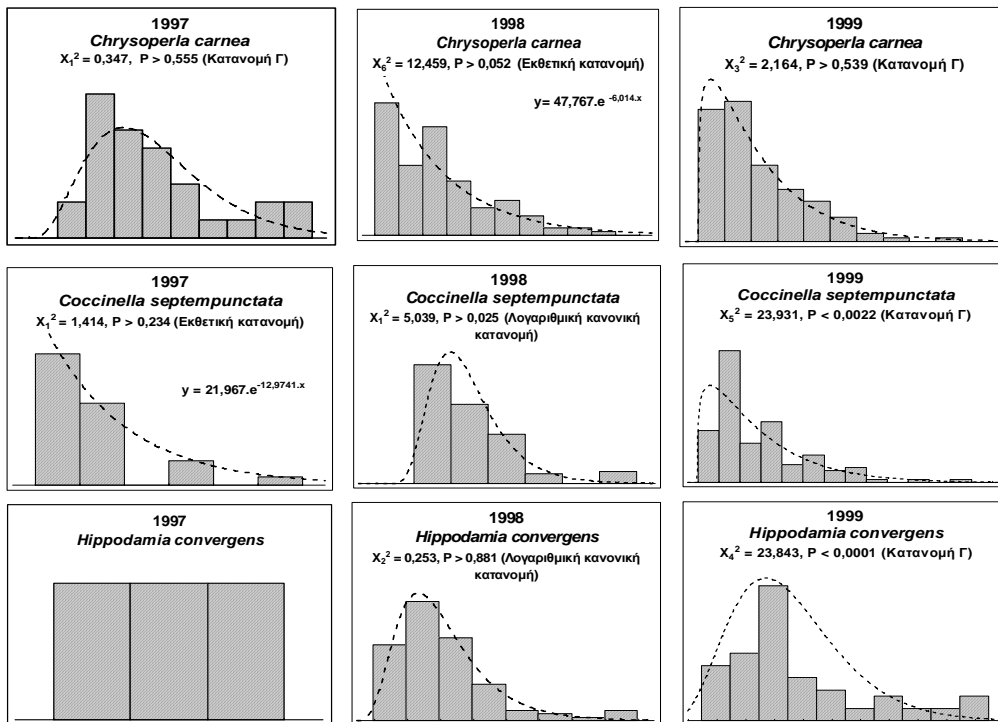 1997
Chrysoperla carnea
X₁² = 0,347, P > 0,555 (Κατανομή Γ)
1998
Chrysoperla carnea
X₆² = 12,459, P > 0,052 (Εκθετική κατανομή)
y= 47,767.e ⁻⁶,⁰¹⁴·ˣ
1999
Chrysoperla carnea
X₃² = 2,164, P > 0,539 (Κατανομή Γ)
1997
Coccinella septempunctata
X₁² = 1,414, P > 0,234 (Εκθετική κατανομή)
y = 21,967.e⁻¹²,⁹⁷⁴¹·ˣ
1998
Coccinella septempunctata
X₁² = 5,039, P > 0,025 (Λογαριθμική κανονική
κατανομή)
1999
Coccinella septempunctata
X₅² = 23,931, P < 0,0022 (Κατανομή Γ)
1997
Hippodamia convergens
1998
Hippodamia convergens
X₂² = 0,253, P > 0,881 (Λογαριθμική κανονική
κατανομή)
1999
Hippodamia convergens
X₄² = 23,843, P < 0,0001 (Κατανομή Γ)